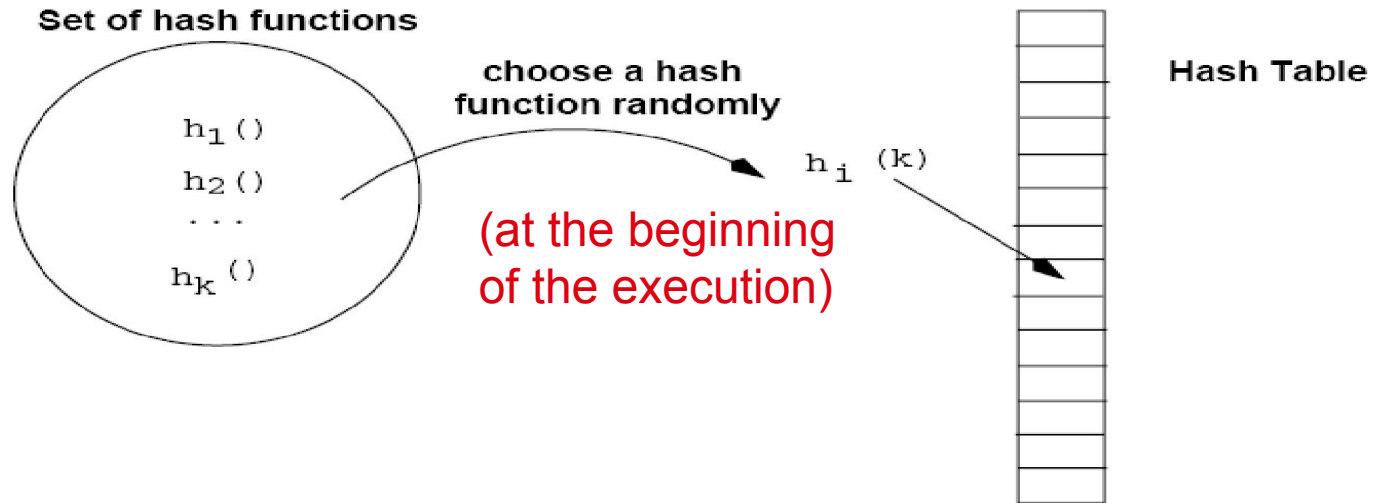 Set of hash functions
h1 ()
h2 ()
. . .
hk ()
choose a hash
function randomly
(at the beginning
of the execution)
hi (k)
Hash Table